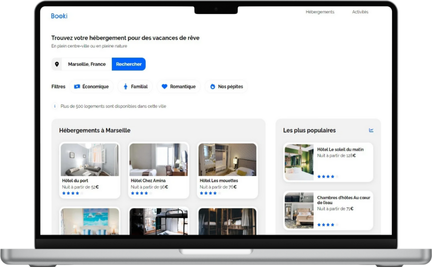 Booki
Hébergements
Activités
Trouvez votre hébergement pour des vacances de rêve
En plein centre-ville ou en pleine nature
Marseille, France
Rechercher
Filtres
Économique
Familial
Romantique
Nos pépites
Plus de 500 logements sont disponibles dans cette ville
Hébergements à Marseille
Hôtel du port
Nuit à partir de 52€
Hôtel Chez Amina
Nuit à partir de 96€
Hôtel Les mouettes
Nuit à partir de 76€
Les plus populaires
Hôtel Le soleil du matin
Nuit à partir de 128€
Chambres d'hôtes Au cœur
de l'eau
Nuit à partir de 71€